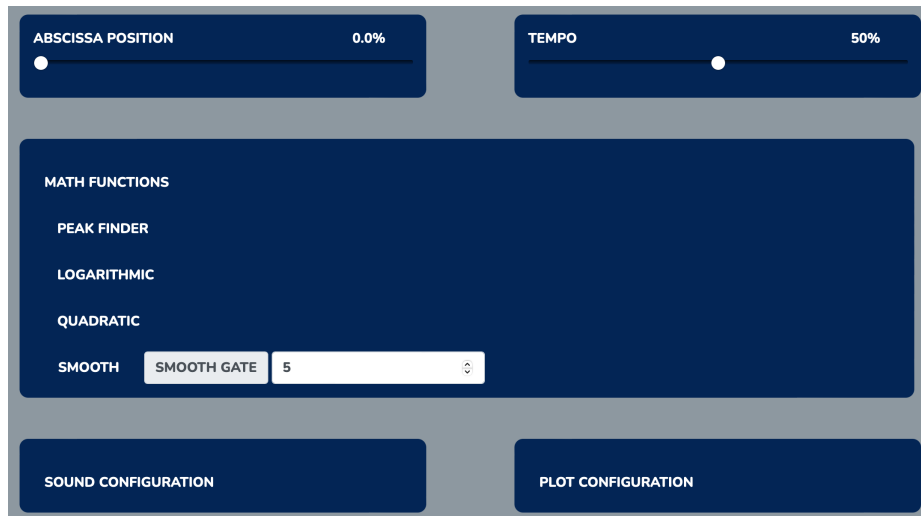 ABSCISSA POSITION 0.0%
TEMPO 50%
MATH FUNCTIONS
PEAK FINDER
LOGARITHMIC
QUADRATIC
SMOOTH SMOOTH GATE 5
SOUND CONFIGURATION
PLOT CONFIGURATION